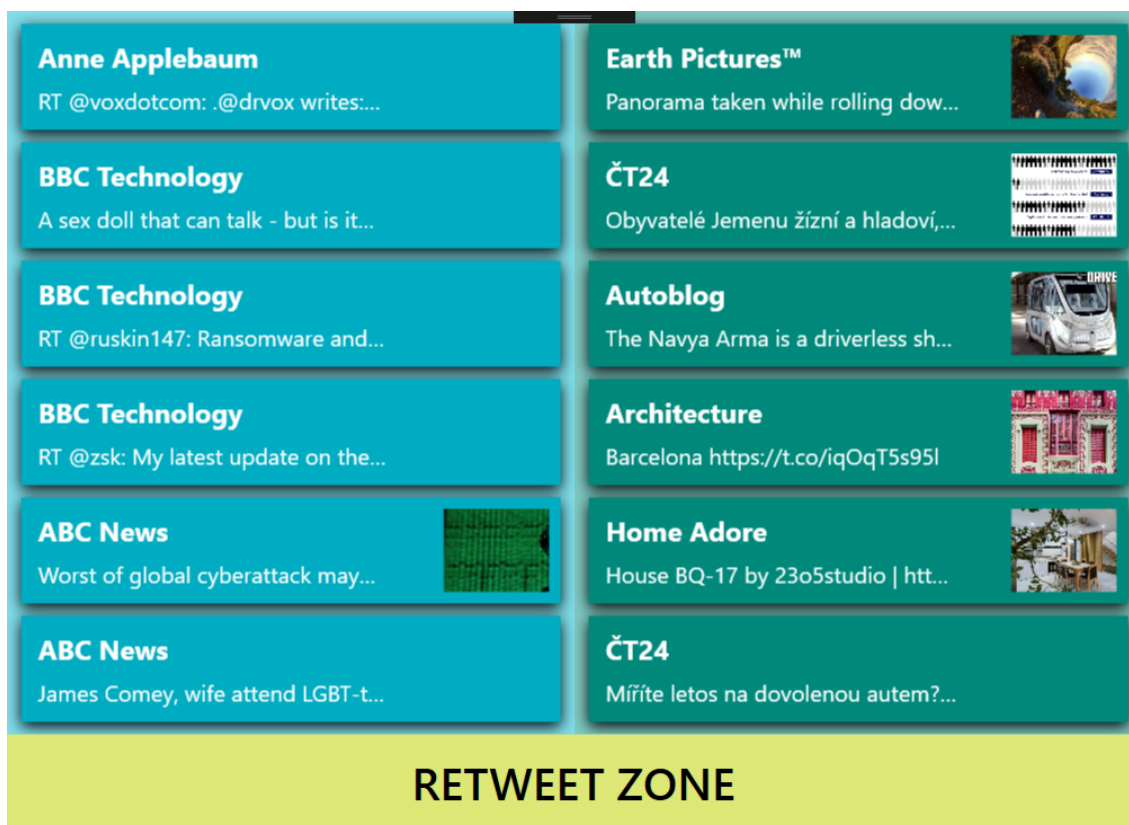 Anne Applebaum
RT @voxdotcom: .@drvox writes:...
BBC Technology
A sex doll that can talk - but is it...
BBC Technology
RT @ruskin147: Ransomware and...
BBC Technology
RT @zsk: My latest update on the...
ABC News
Worst of global cyberattack may...
ABC News
James Comey, wife attend LGBT-t...
Earth Pictures™
Panorama taken while rolling dow...
ČT24
Obyvatelé Jemenu žízní a hladoví,...
Autoblog
The Navya Arma is a driverless sh...
DRIVE
Architecture
Barcelona https://t.co/iqOqT5s95l
Home Adore
House BQ-17 by 23o5studio | htt...
ČT24
Míříte letos na dovolenou autem?...
RETWEET ZONE